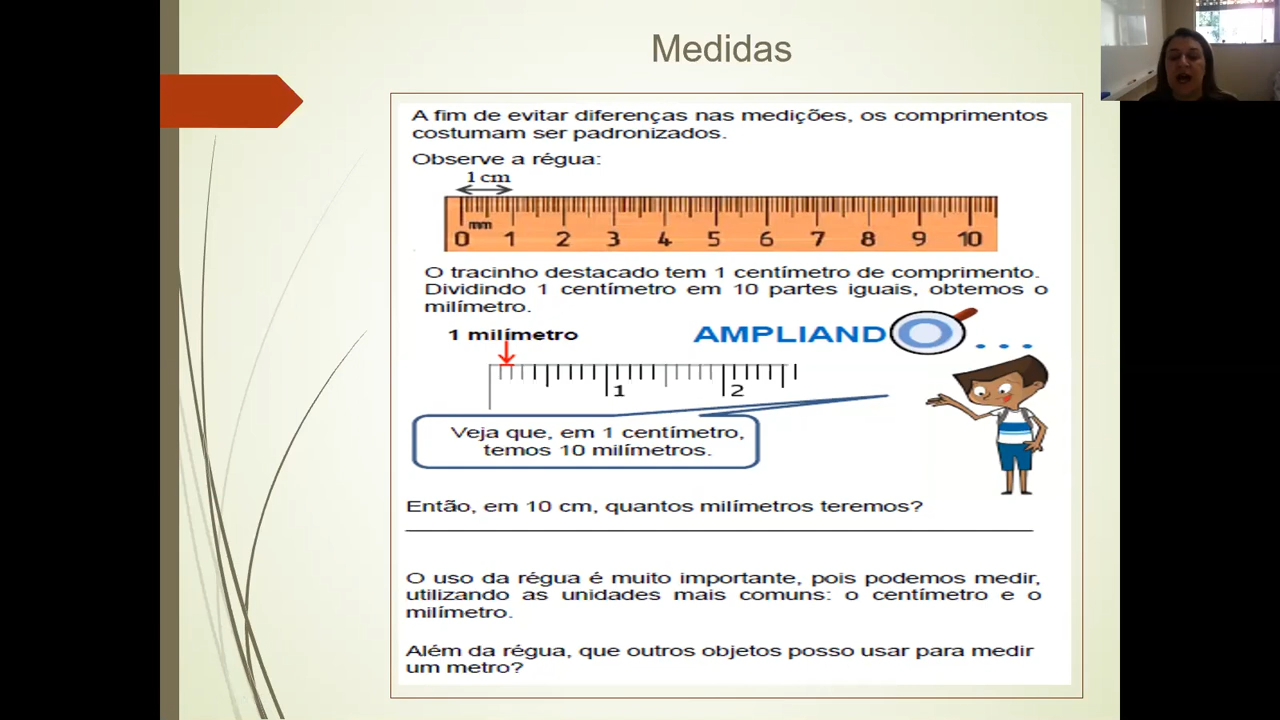 Medidas
A fim de evitar diferenças nas medições, os comprimentos
costumam ser padronizados.
Observe a régua:
1 cm
mm
0 1 2 3 4 5 6 7 8 9 10
O tracinho destacado tem 1 centímetro de comprimento.
Dividindo 1 centímetro em 10 partes iguais, obtemos o
milímetro.
1 milímetro
AMPLIANDO...
1 2
Veja que, em 1 centímetro,
temos 10 milímetros.
Então, em 10 cm, quantos milímetros teremos?
O uso da régua é muito importante, pois podemos medir,
utilizando as unidades mais comuns: o centímetro e o
milímetro.
Além da régua, que outros objetos posso usar para medir
um metro?